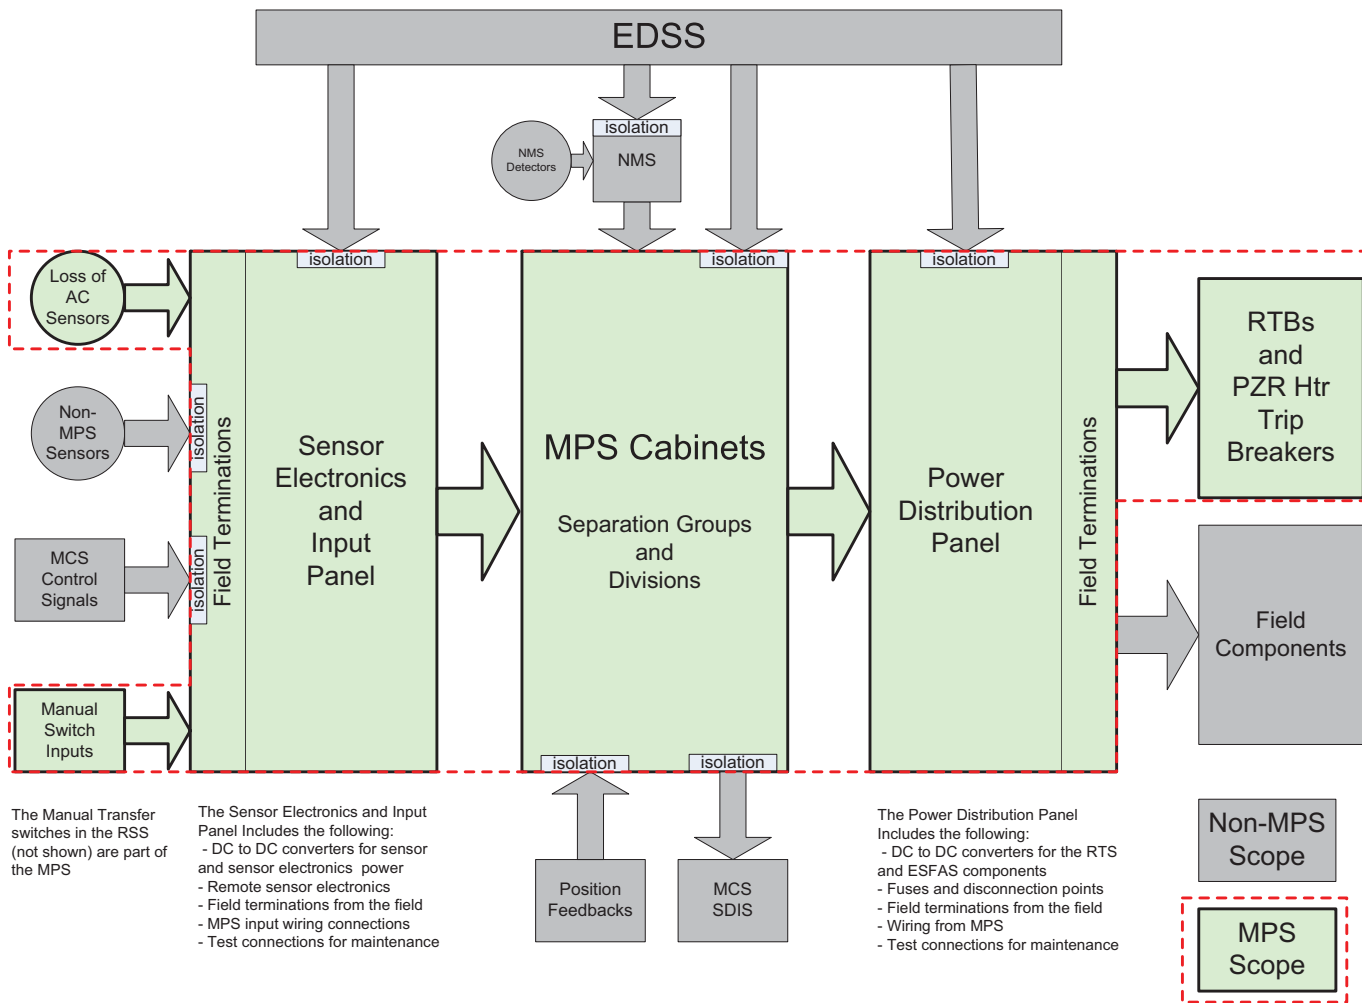 EDSS
isolation
NMS
Detectors
NMS
isolation
isolation
isolation
Loss of
AC
Sensors
Non-
MPS
Sensors
MCS
Control
Signals
Manual
Switch
Inputs
isolation
isolation
Field Terminations
Sensor
Electronics
and
Input
Panel
MPS Cabinets
Separation Groups
and
Divisions
Power
Distribution
Panel
Field Terminations
RTBs
and
PZR Htr
Trip
Breakers
Field
Components
isolation
isolation
Position
Feedbacks
MCS
SDIS
The Manual Transfer
switches in the RSS
(not shown) are part of
the MPS
The Sensor Electronics and Input
Panel Includes the following:
- DC to DC converters for sensor
and sensor electronics power
- Remote sensor electronics
- Field terminations from the field
- MPS input wiring connections
- Test connections for maintenance
The Power Distribution Panel
Includes the following:
- DC to DC converters for the RTS
and ESFAS components
- Fuses and disconnection points
- Field terminations from the field
- Wiring from MPS
- Test connections for maintenance
Non-MPS
Scope
MPS
Scope